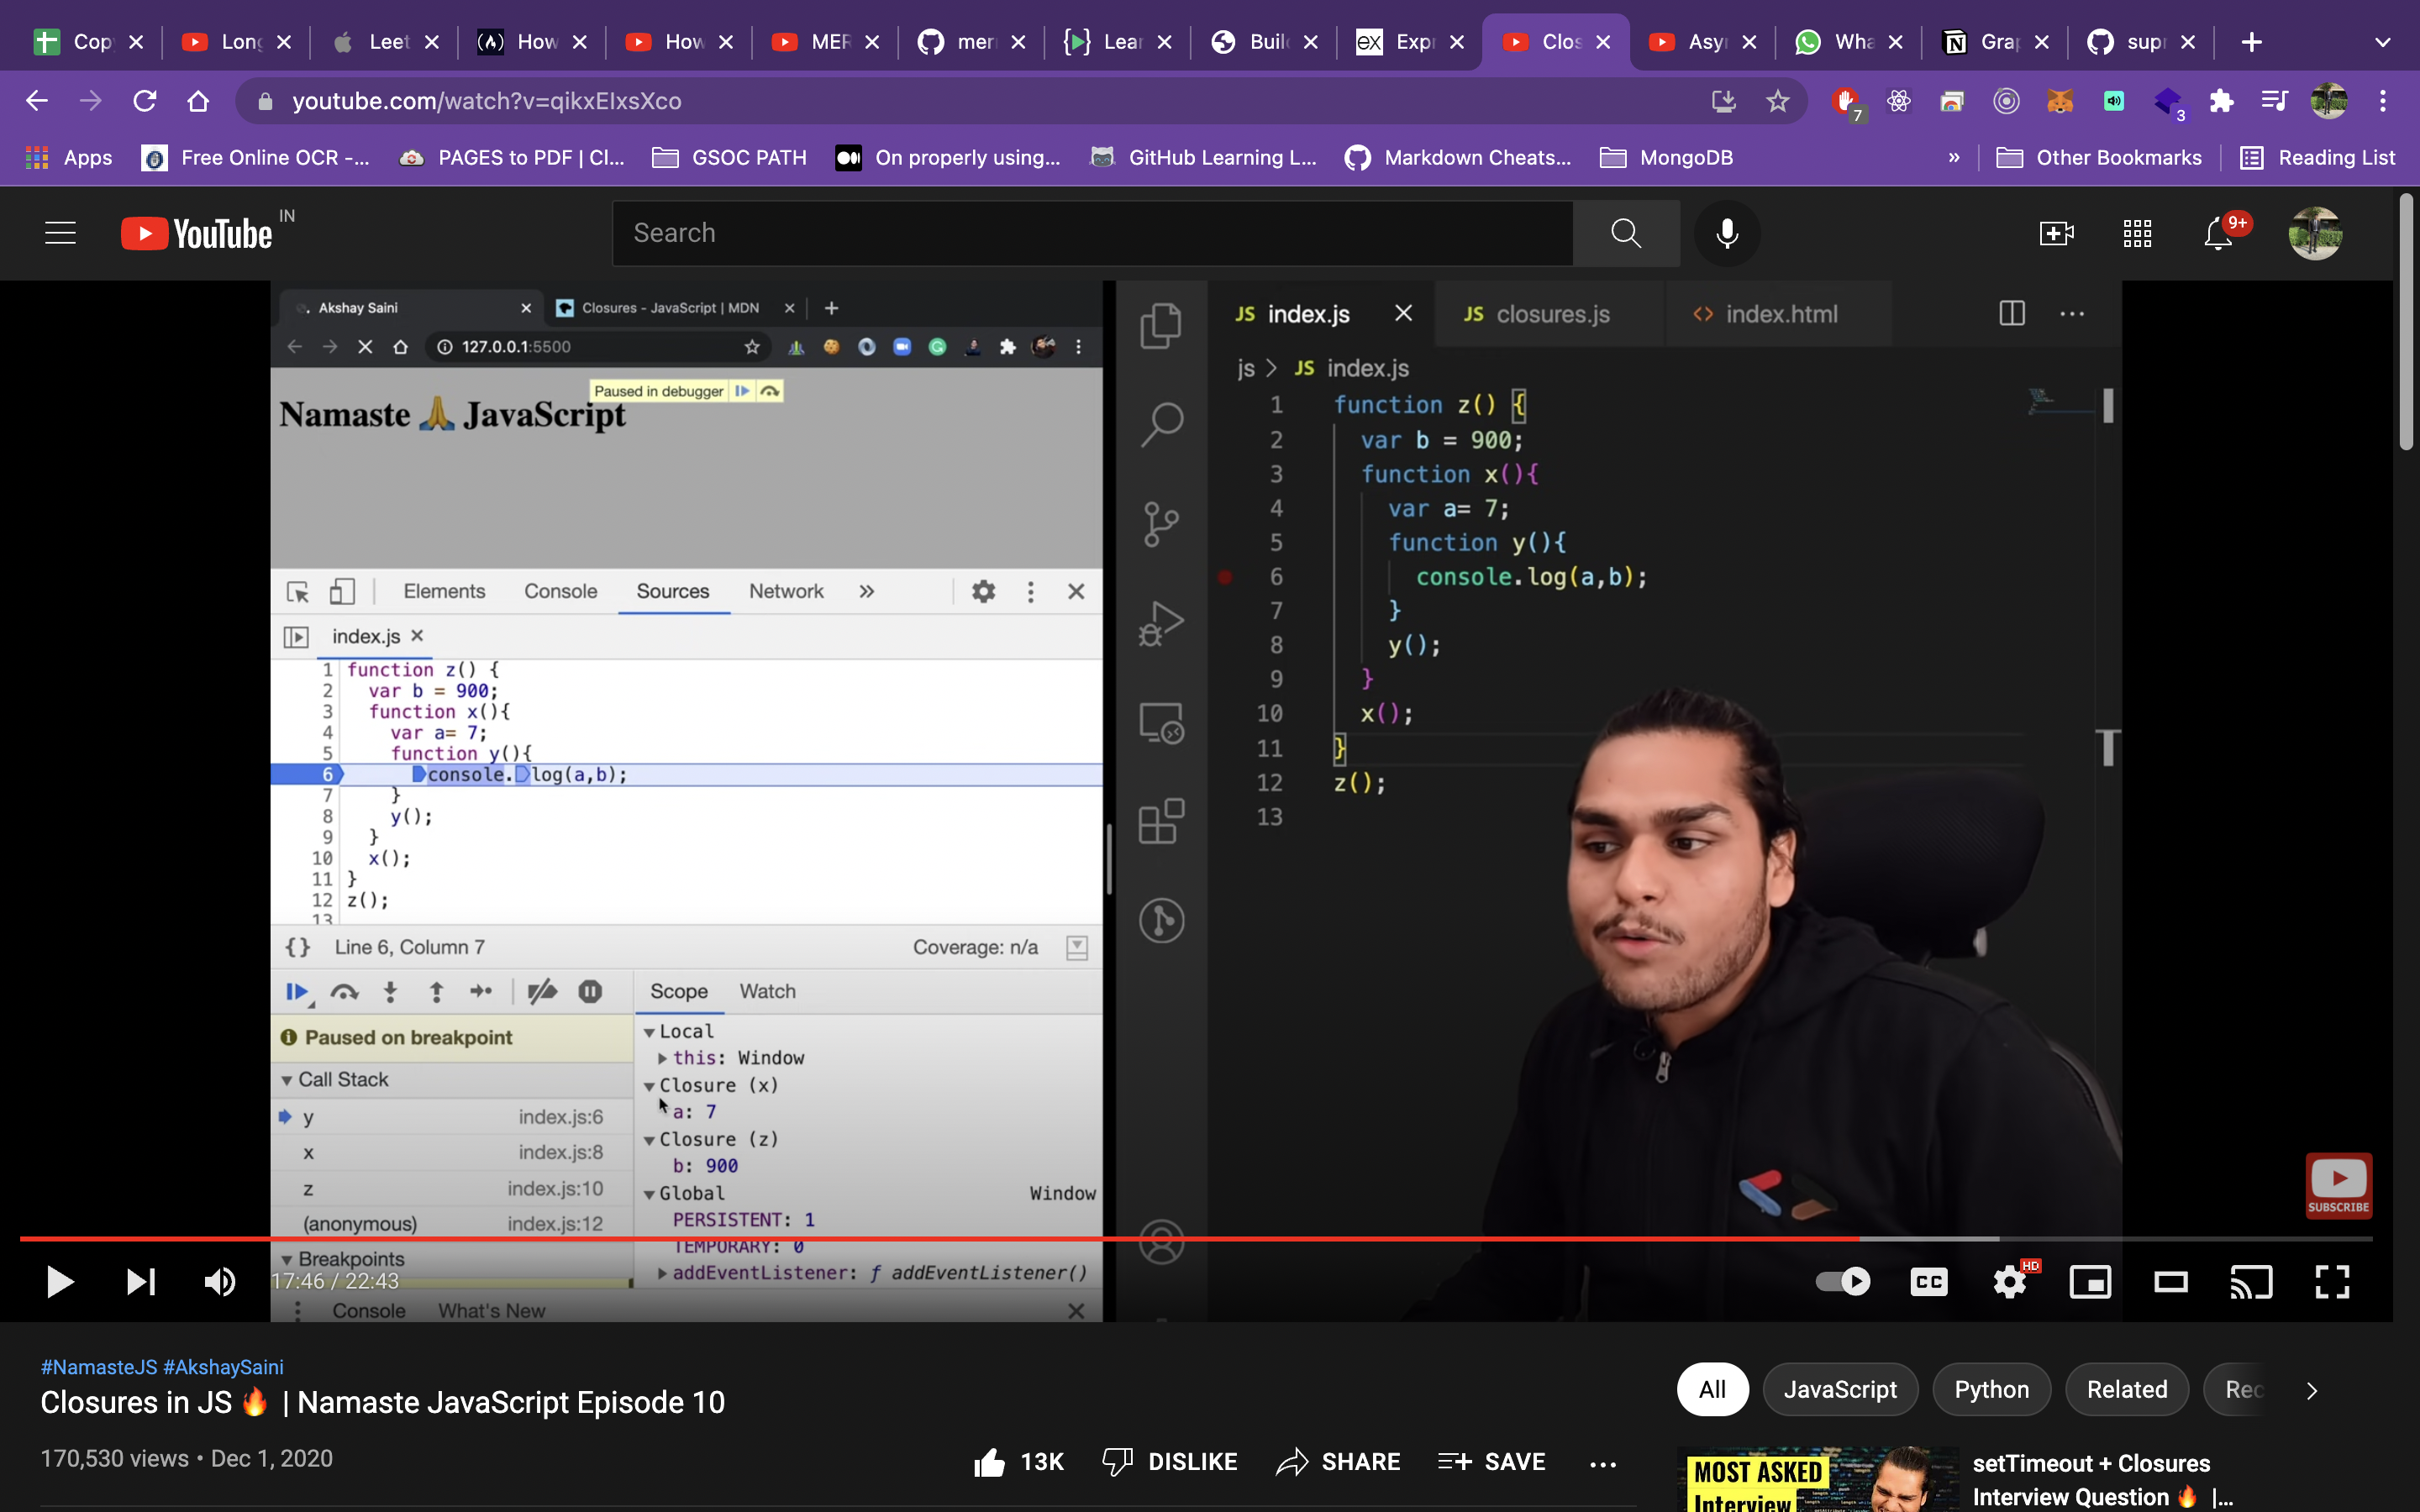 Cop
Long
Leet
How
How
MER
mer
Lear
Buil
Exp
Clos
Asyn
Wha
Gra
sup
youtube.com/watch?v=qikxEIxsXco
7
3
Apps
Free Online OCR -...
PAGES to PDF | Cl...
GSOC PATH
On properly using...
GitHub Learning L...
Markdown Cheats...
MongoDB
»
Other Bookmarks
Reading List
YouTube IN
Search
9+
Akshay Saini
Closures - JavaScript | MDN
127.0.0.1:5500
Paused in debugger
Namaste 🙏 JavaScript
Elements Console Sources Network »
index.js
1 function z() {
2 var b = 900;
3 function x(){
4 var a= 7;
5 function y(){
6 console.log(a,b);
7 }
8 y();
9 }
10 x();
11 }
12 z();
13
{} Line 6, Column 7
Coverage: n/a
Scope Watch
Paused on breakpoint
Call Stack
y index.js:6
x index.js:8
z index.js:10
(anonymous) index.js:12
Breakpoints
Local
this: Window
Closure (x)
a: 7
Closure (z)
b: 900
Global Window
PERSISTENT: 1
TEMPORARY: 0
addEventListener: ƒ addEventListener()
Console What's New
JS index.js
JS closures.js
<> index.html
...
js > JS index.js
1 function z() {
2 var b = 900;
3 function x(){
4 var a= 7;
5 function y(){
6 console.log(a,b);
7 }
8 y();
9 }
10 x();
11 }
12 z();
13
SUBSCRIBE
17:46 / 22:43
CC
HD
#NamasteJS #AkshaySaini
Closures in JS 🔥 | Namaste JavaScript Episode 10
170,530 views • Dec 1, 2020
13K
DISLIKE
SHARE
SAVE
...
All
JavaScript
Python
Related
Rec
MOST ASKED
Interview
setTimeout + Closures
Interview Question 🔥 |...